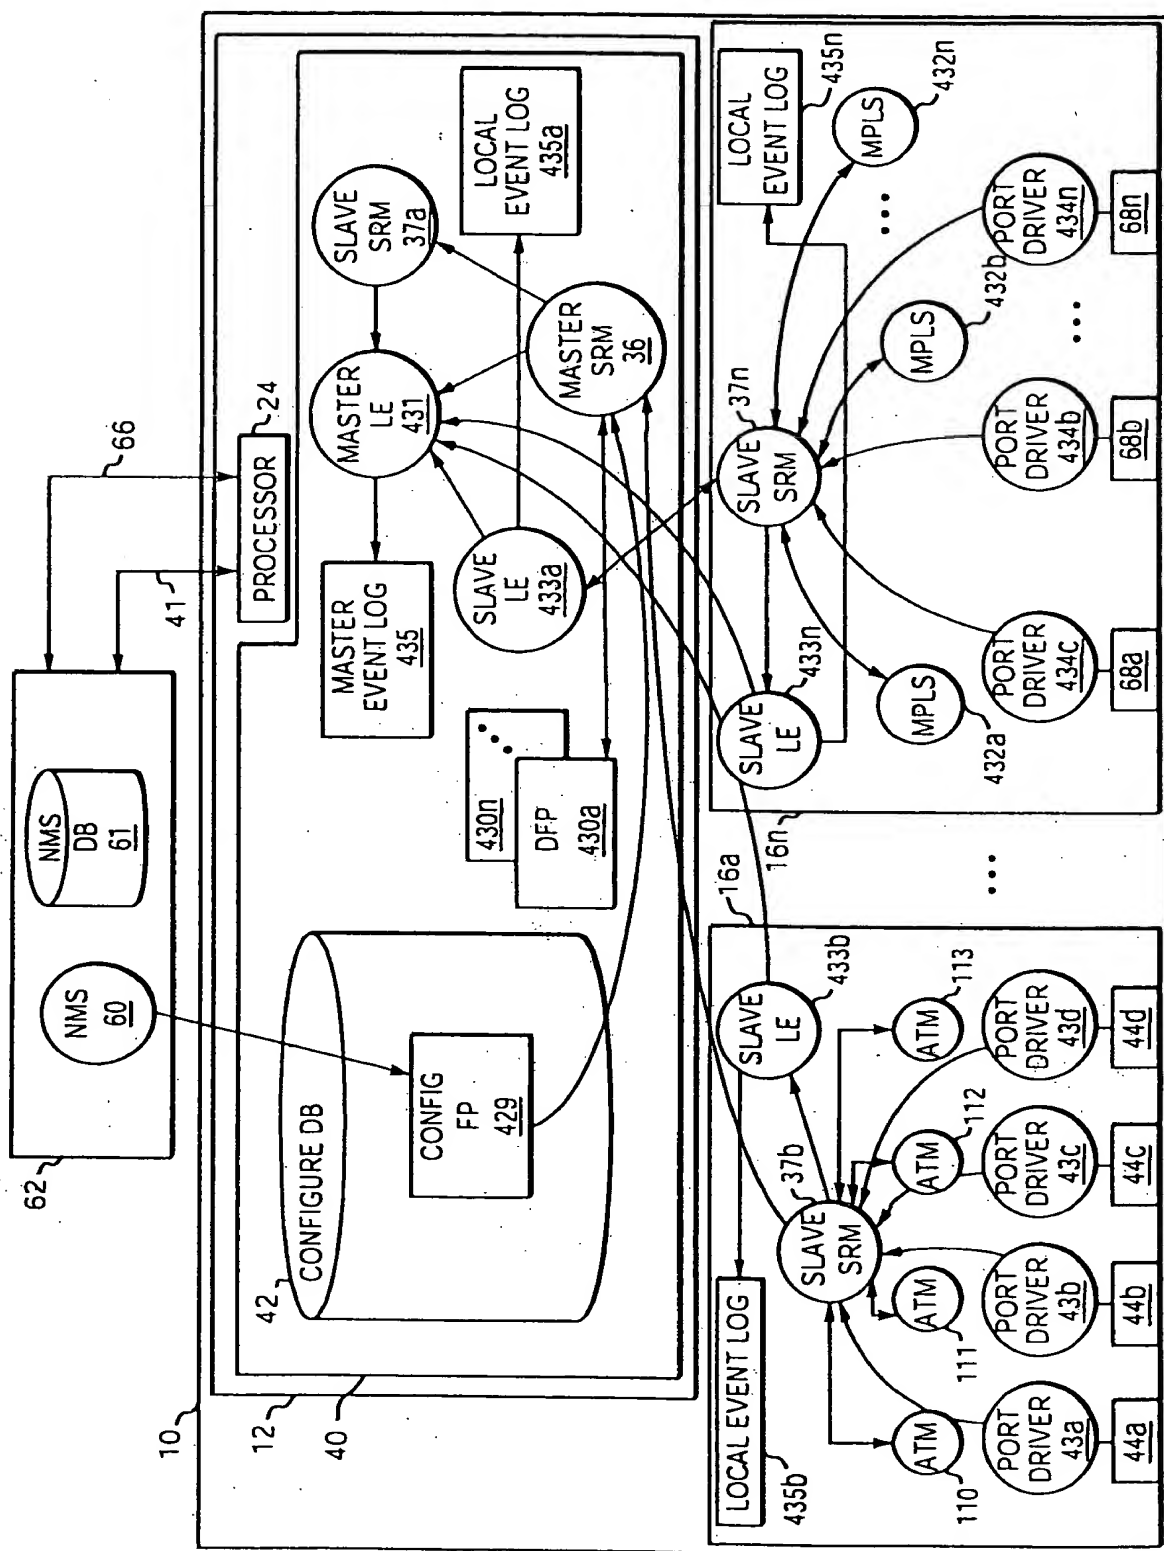 62
NMS
60
NMS
DB
61
41
66
10
12
40
PROCESSOR
24
42
CONFIGURE DB
CONFIG
FP
429
430n
DFP
430a
MASTER
EVENT LOG
435
MASTER
LE
431
SLAVE
SRM
37a
SLAVE
LE
433a
MASTER
SRM
36
LOCAL
EVENT LOG
435a
16a
LOCAL EVENT LOG
435b
SLAVE
LE
433b
SLAVE
SRM
37b
ATM
110
ATM
111
ATM
112
ATM
113
PORT
DRIVER
43a
PORT
DRIVER
43b
PORT
DRIVER
43c
PORT
DRIVER
43d
44a
44b
44c
44d
16n
SLAVE
LE
433n
SLAVE
SRM
37n
LOCAL
EVENT LOG
435n
MPLS
432a
MPLS
432b
MPLS
432n
PORT
DRIVER
434c
PORT
DRIVER
434b
PORT
DRIVER
434n
68a
68b
68n